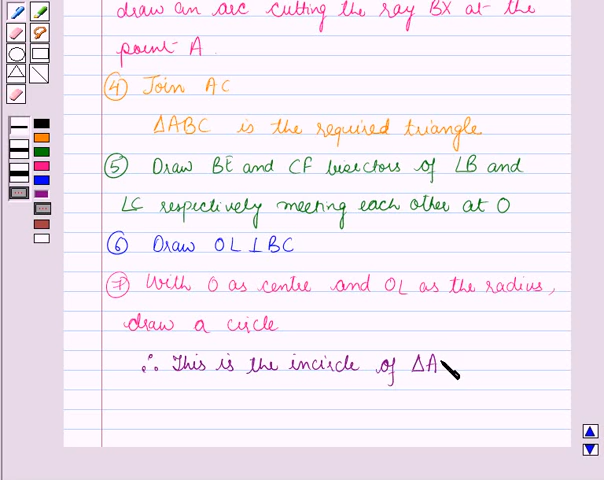 draw an arc cutting the ray BX at the
point A.
④ Join AC
ΔABC is the required triangle
⑤ Draw BE and CF bisectors of ∠B and
∠C respectively meeting each other at O
⑥ Draw OL ⊥ BC
⑦ With O as centre and OL as the radius,
draw a circle
∴ This is the incircle of ΔA